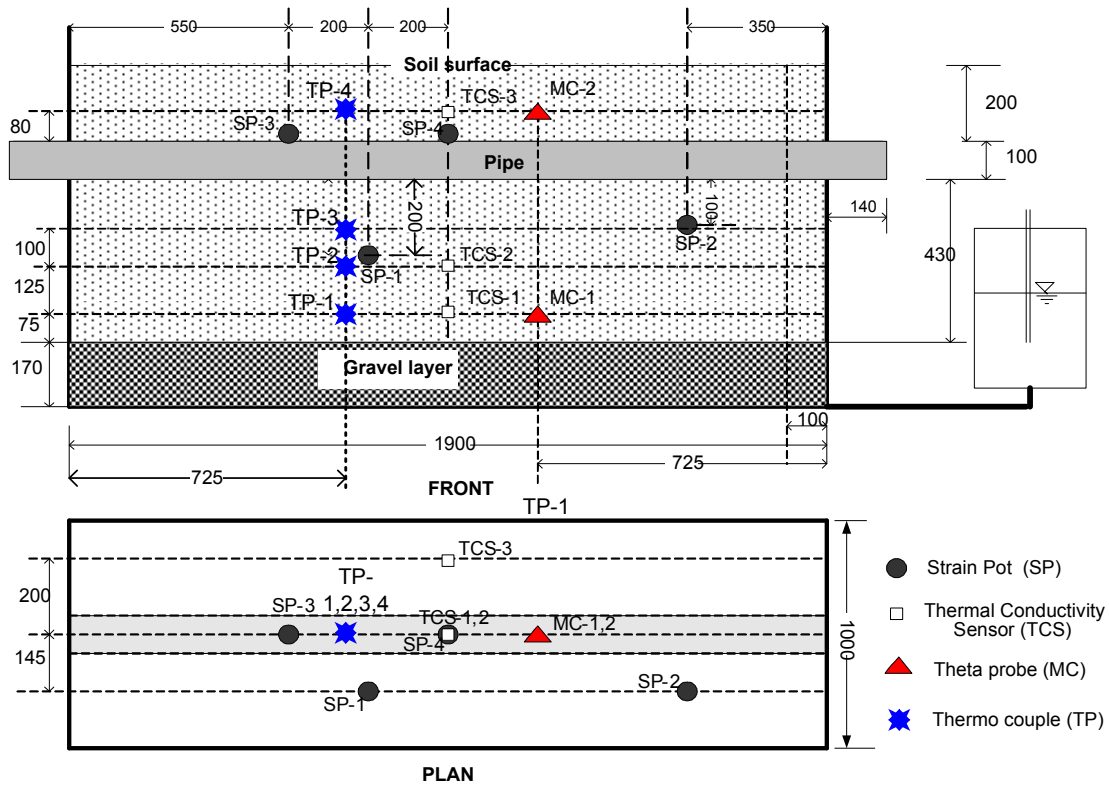 550
200
200
350
Soil surface
TP-4
TCS-3
MC-2
200
80
SP-3
SP-4
100
Pipe
140
TP-3
200
100
SP-2
100
TP-2
SP-1
TCS-2
430
125
TP-1
TCS-1
MC-1
75
170
Gravel layer
100
1900
725
725
FRONT
TP-1
TCS-3
TP-
1,2,3,4
200
SP-3
TCS-1,2
SP-4
MC-1,2
145
1000
SP-1
SP-2
PLAN
Strain Pot (SP)
Thermal Conductivity
Sensor (TCS)
Theta probe (MC)
Thermo couple (TP)